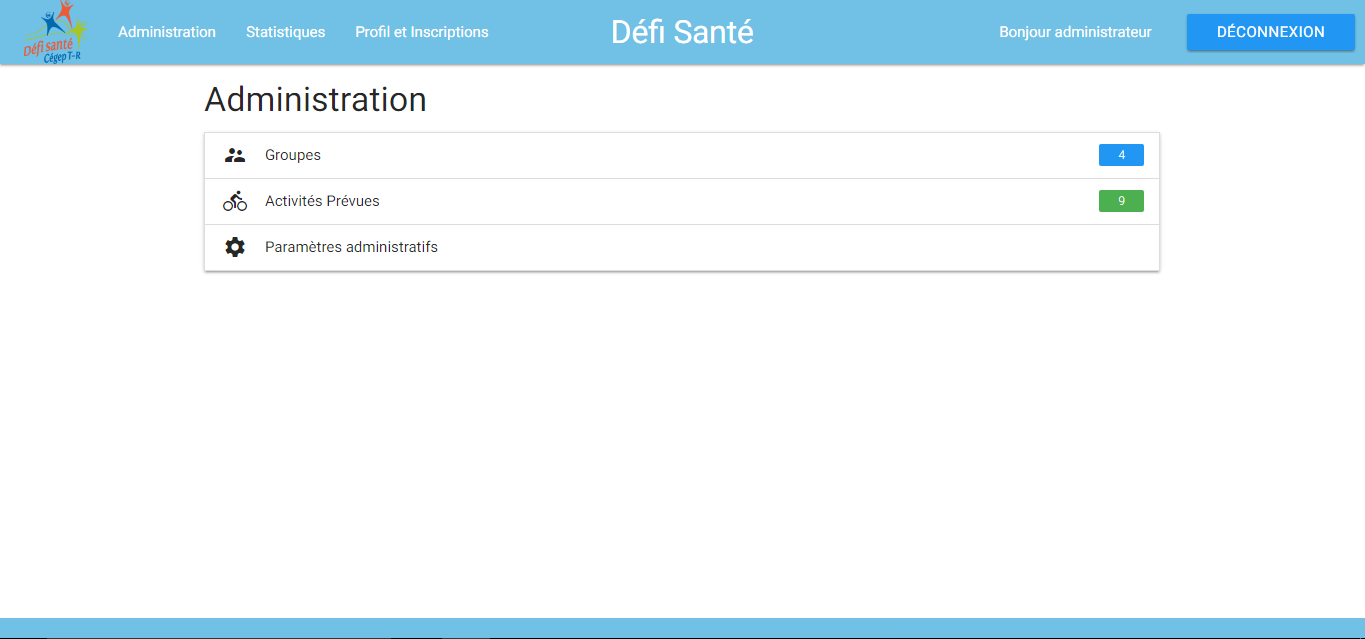 Défi santé
Cégep T-R
Administration
Statistiques
Profil et Inscriptions
Défi Santé
Bonjour administrateur
DÉCONNEXION
Administration
Groupes
4
Activités Prévues
9
Paramètres administratifs